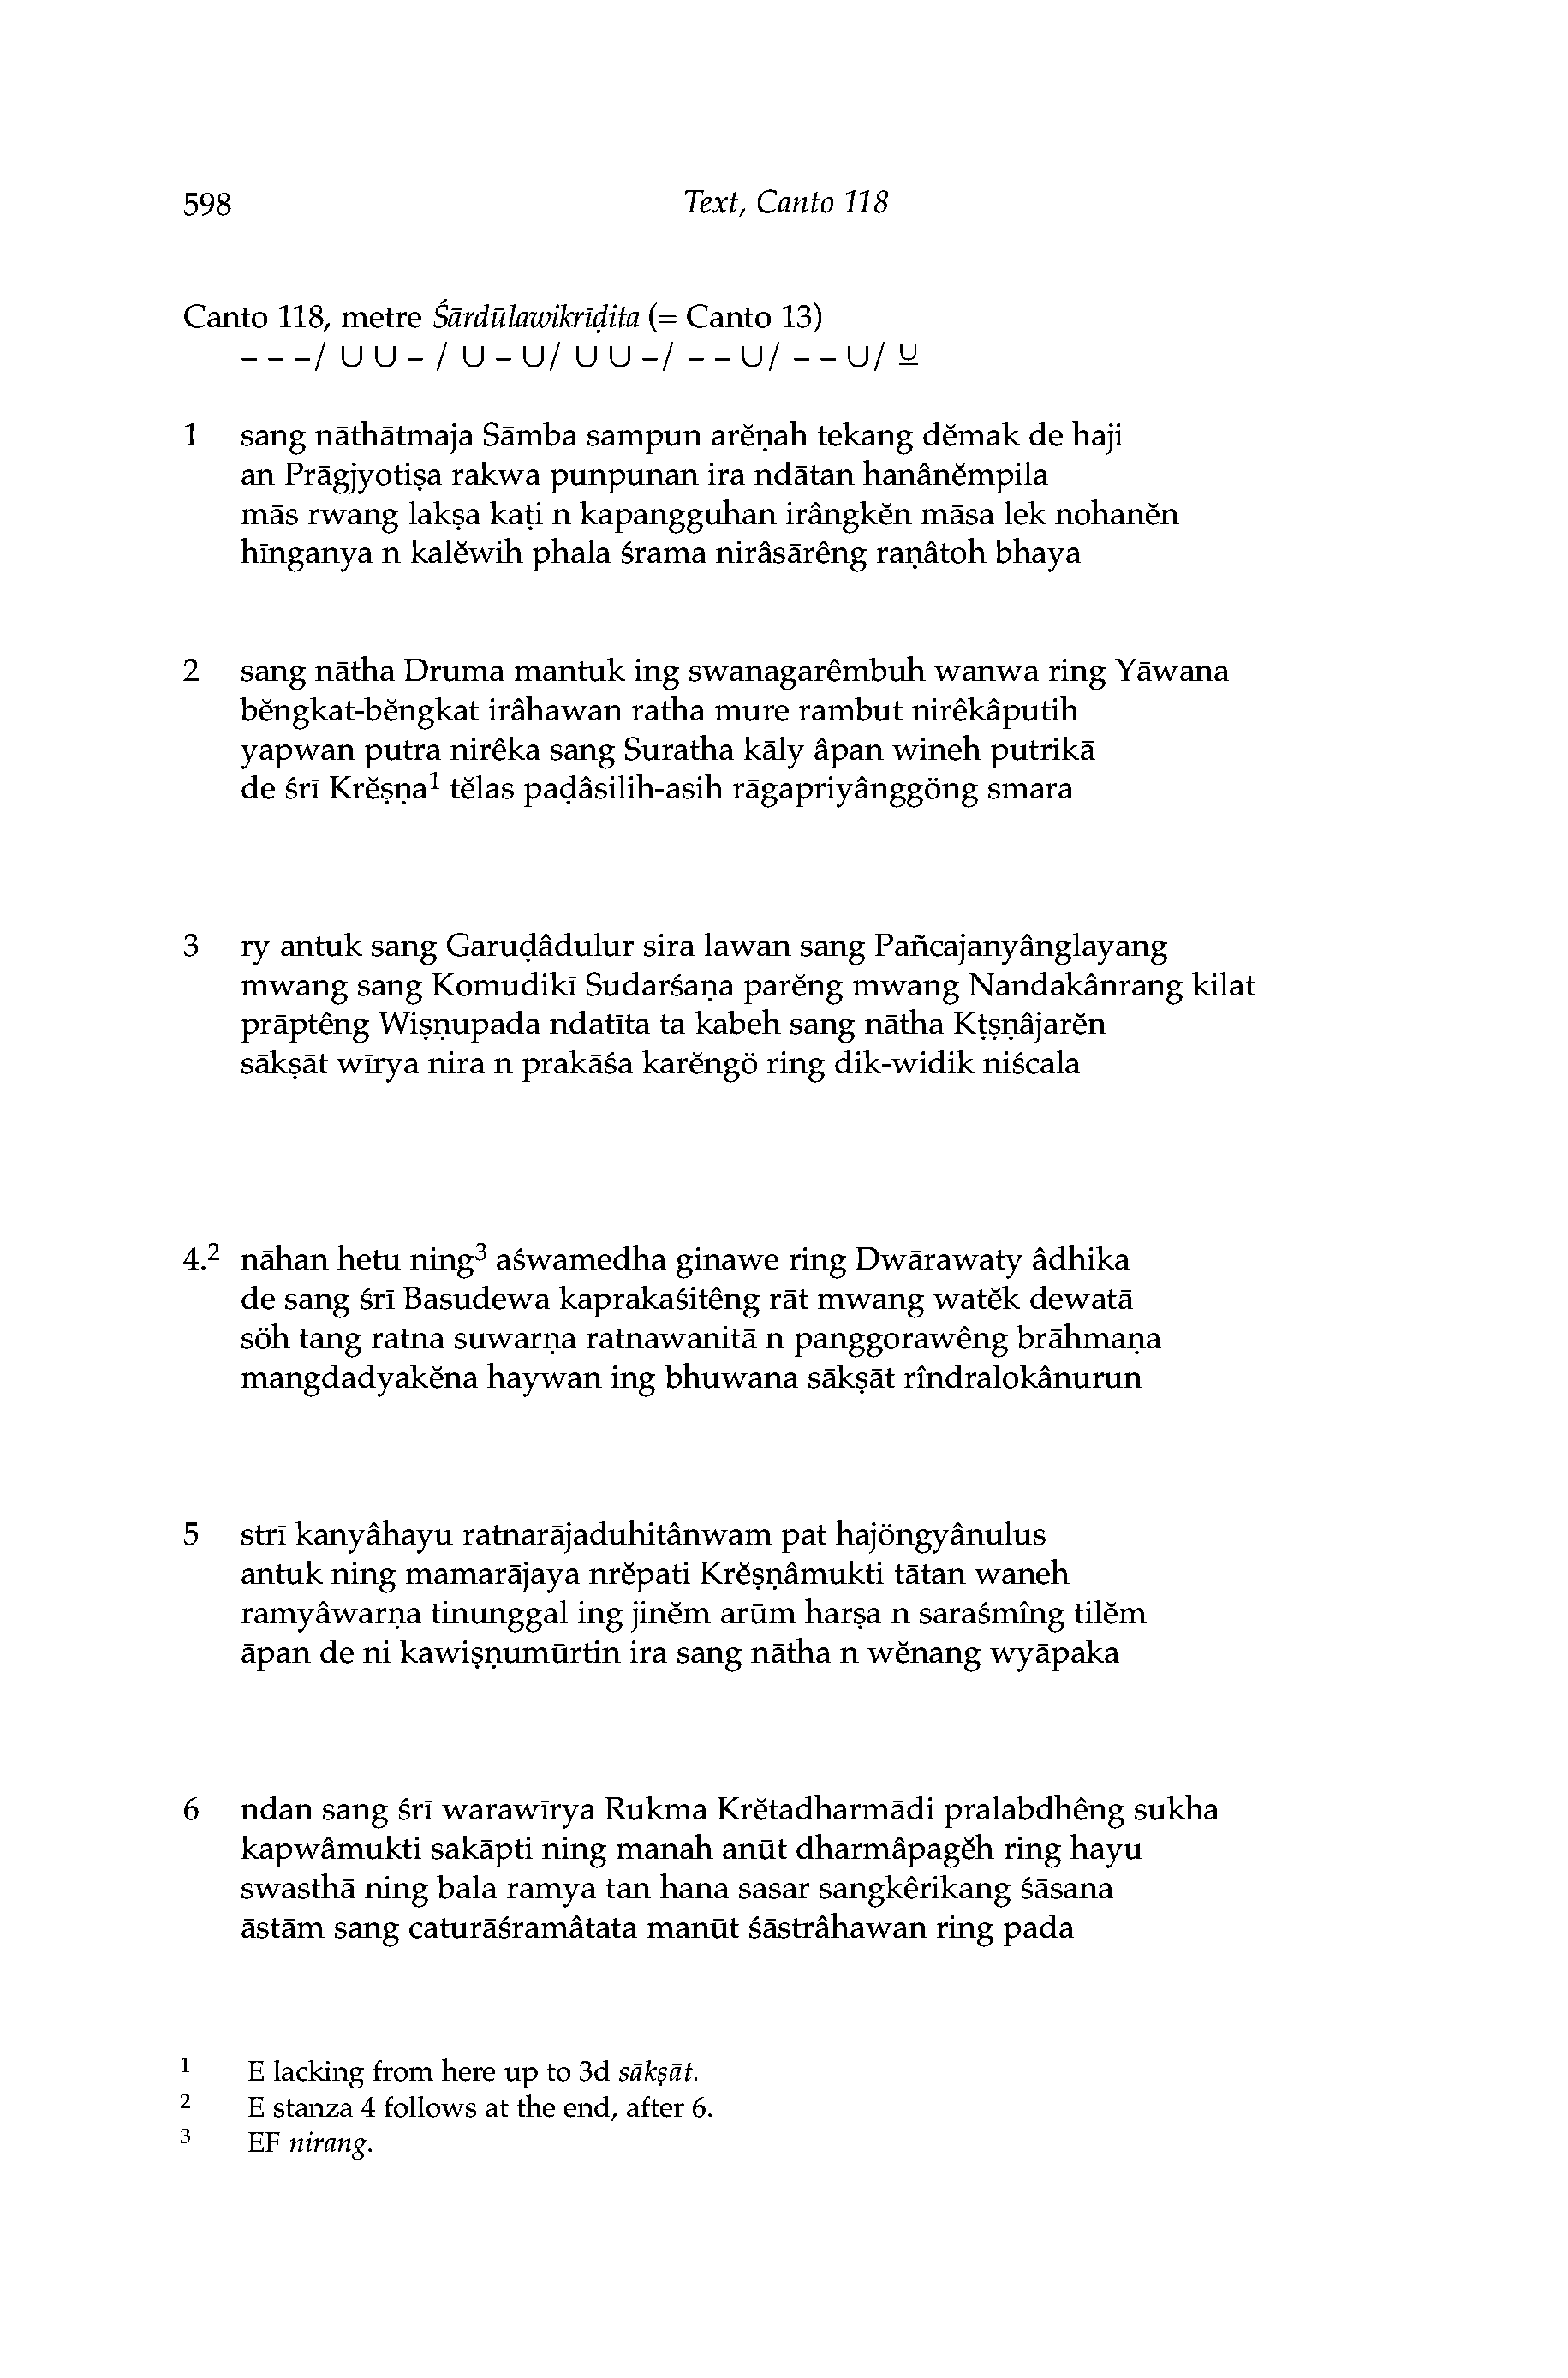 598 Text, Canto 118
Canto 118, metre Śārdūlawikrīḍita (= Canto 13)
– – –/ ∪ ∪ – / ∪ – ∪/ ∪ ∪ –/ – – ∪/ – – ∪/ ∪̲
1 sang nāthātmaja Sāmba sampun arĕṇah tekang dĕmak de haji
an Prāgjyotiṣa rakwa punpunan ira ndātan hanânĕmpila
mās rwang lakṣa kaṭi n kapangguhan irângkĕn māsa lek nohanĕn
hīnganya n kalĕwih phala śrama nirâsārêng raṇâtoh bhaya
2 sang nātha Druma mantuk ing swanagarêmbuh wanwa ring Yāwana
bĕngkat-bĕngkat irâhawan ratha mure rambut nirêkâputih
yapwan putra nirêka sang Suratha kāly âpan wineh putrikā
de śrī Krĕṣṇa¹ tĕlas paḍâsilih-asih rāgapriyânggöng smara
3 ry antuk sang Garuḍâdulur sira lawan sang Pañcajanyânglayang
mwang sang Komudikī Sudarśaṇa parĕng mwang Nandakânrang kilat
prāptêng Wiṣṇupada ndatīta ta kabeh sang nātha Kṭṣṇâjarĕn
sākṣāt wīrya nira n prakāśa karĕngö ring dik-widik niścala
4.² nāhan hetu ning³ aśwamedha ginawe ring Dwārawaty âdhika
de sang śrī Basudewa kaprakaśitêng rāt mwang watĕk dewatā
söh tang ratna suwarṇa ratnawanitā n panggorawêng brāhmaṇa
mangdadyakĕna haywan ing bhuwana sākṣāt rîndralokânurun
5 strī kanyâhayu ratnarājaduhitânwam pat hajöngyânulus
antuk ning mamarājaya nrĕpati Krĕṣṇâmukti tātan waneh
ramyâwarṇa tinunggal ing jinĕm arūm harṣa n saraśmîng tilĕm
āpan de ni kawiṣṇumūrtin ira sang nātha n wĕnang wyāpaka
6 ndan sang śrī warawīrya Rukma Krĕtadharmādi pralabdhêng sukha
kapwâmukti sakāpti ning manah anūt dharmâpagĕh ring hayu
swasthā ning bala ramya tan hana sasar sangkêrikang śāsana
āstām sang caturāśramâtata manūt śāstrâhawan ring pada
1 E lacking from here up to 3d sākṣāt.
2 E stanza 4 follows at the end, after 6.
3 EF nirang.